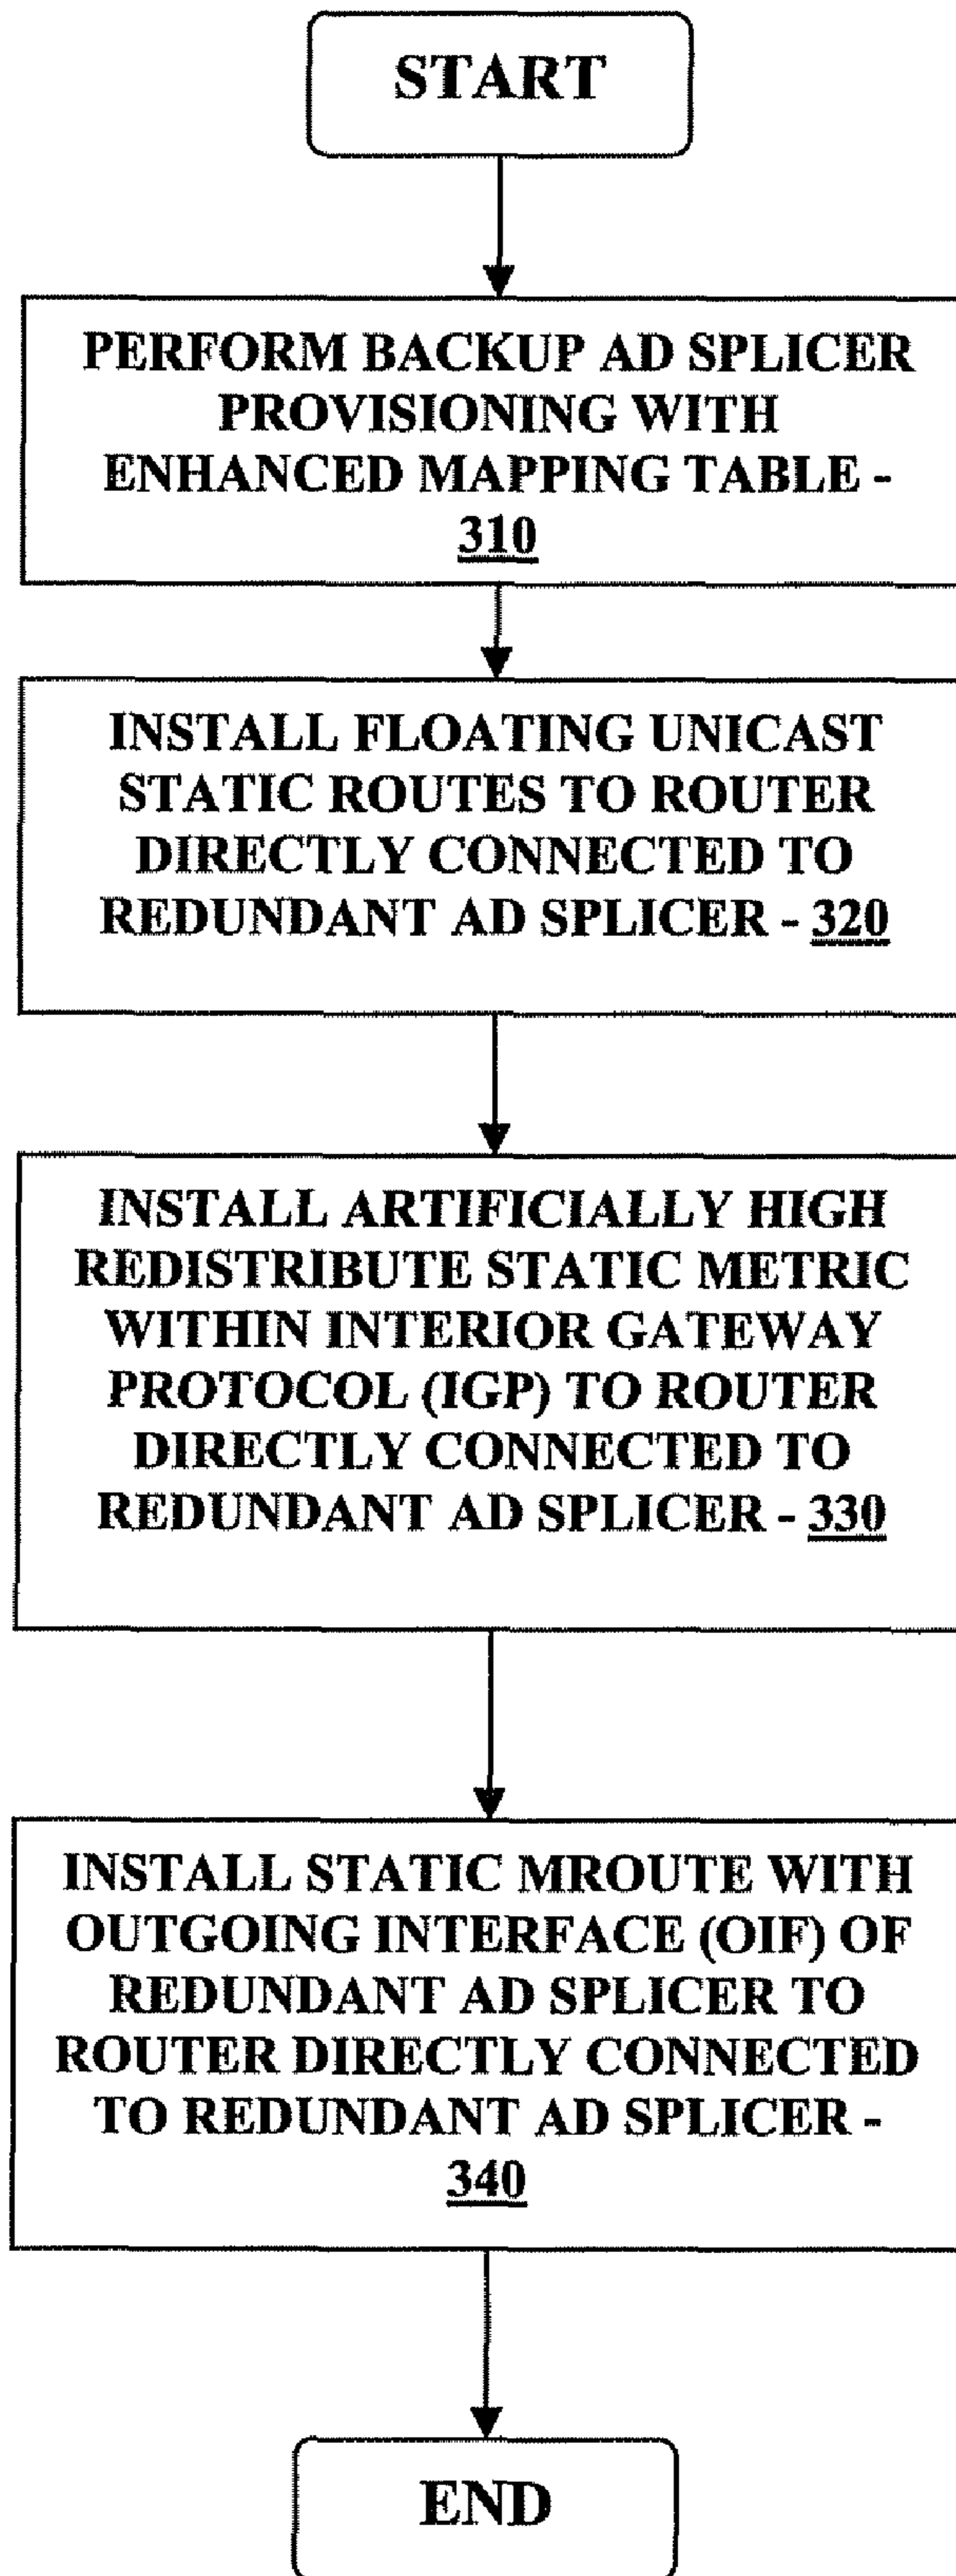 START
PERFORM BACKUP AD SPLICER
PROVISIONING WITH
ENHANCED MAPPING TABLE -
310
INSTALL FLOATING UNICAST
STATIC ROUTES TO ROUTER
DIRECTLY CONNECTED TO
REDUNDANT AD SPLICER - 320
INSTALL ARTIFICIALLY HIGH
REDISTRIBUTE STATIC METRIC
WITHIN INTERIOR GATEWAY
PROTOCOL (IGP) TO ROUTER
DIRECTLY CONNECTED TO
REDUNDANT AD SPLICER - 330
INSTALL STATIC MROUTE WITH
OUTGOING INTERFACE (OIF) OF
REDUNDANT AD SPLICER TO
ROUTER DIRECTLY CONNECTED
TO REDUNDANT AD SPLICER -
340
END